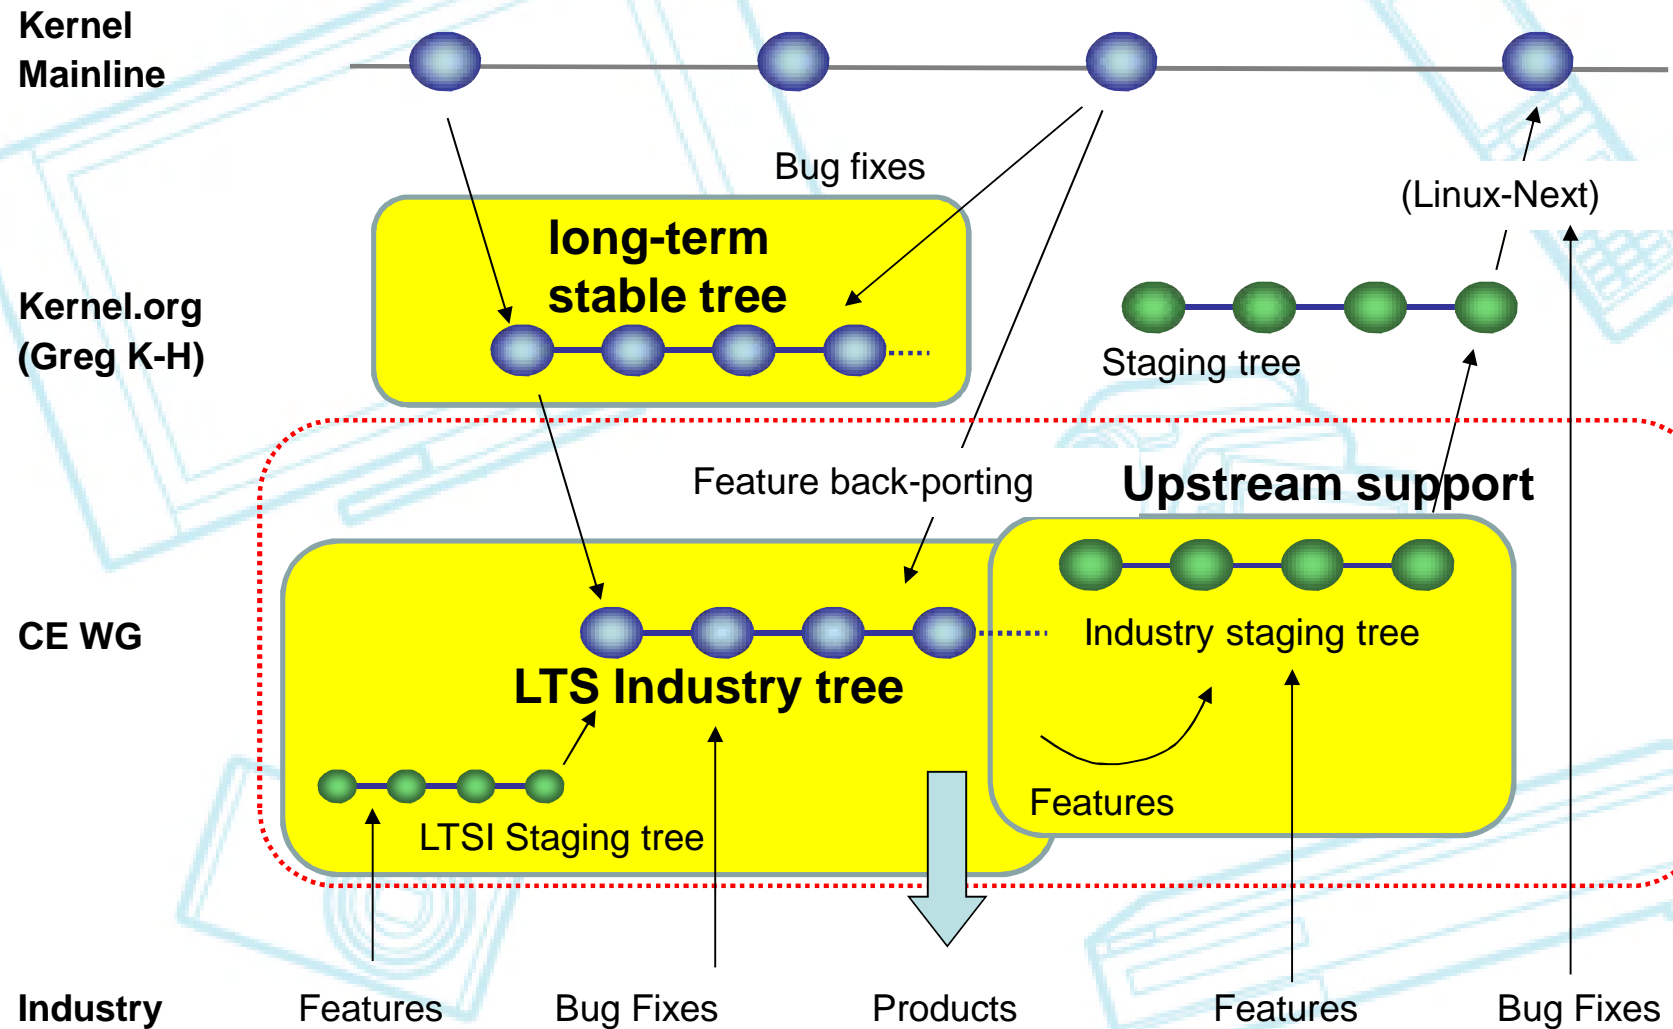 Kernel
Mainline
Bug fixes
(Linux-Next)
long-term
stable tree
Kernel.org
(Greg K-H)
Staging tree
Feature back-porting
Upstream support
CE WG
Industry staging tree
LTS Industry tree
Features
LTSI Staging tree
Industry
Features
Bug Fixes
Products
Features
Bug Fixes